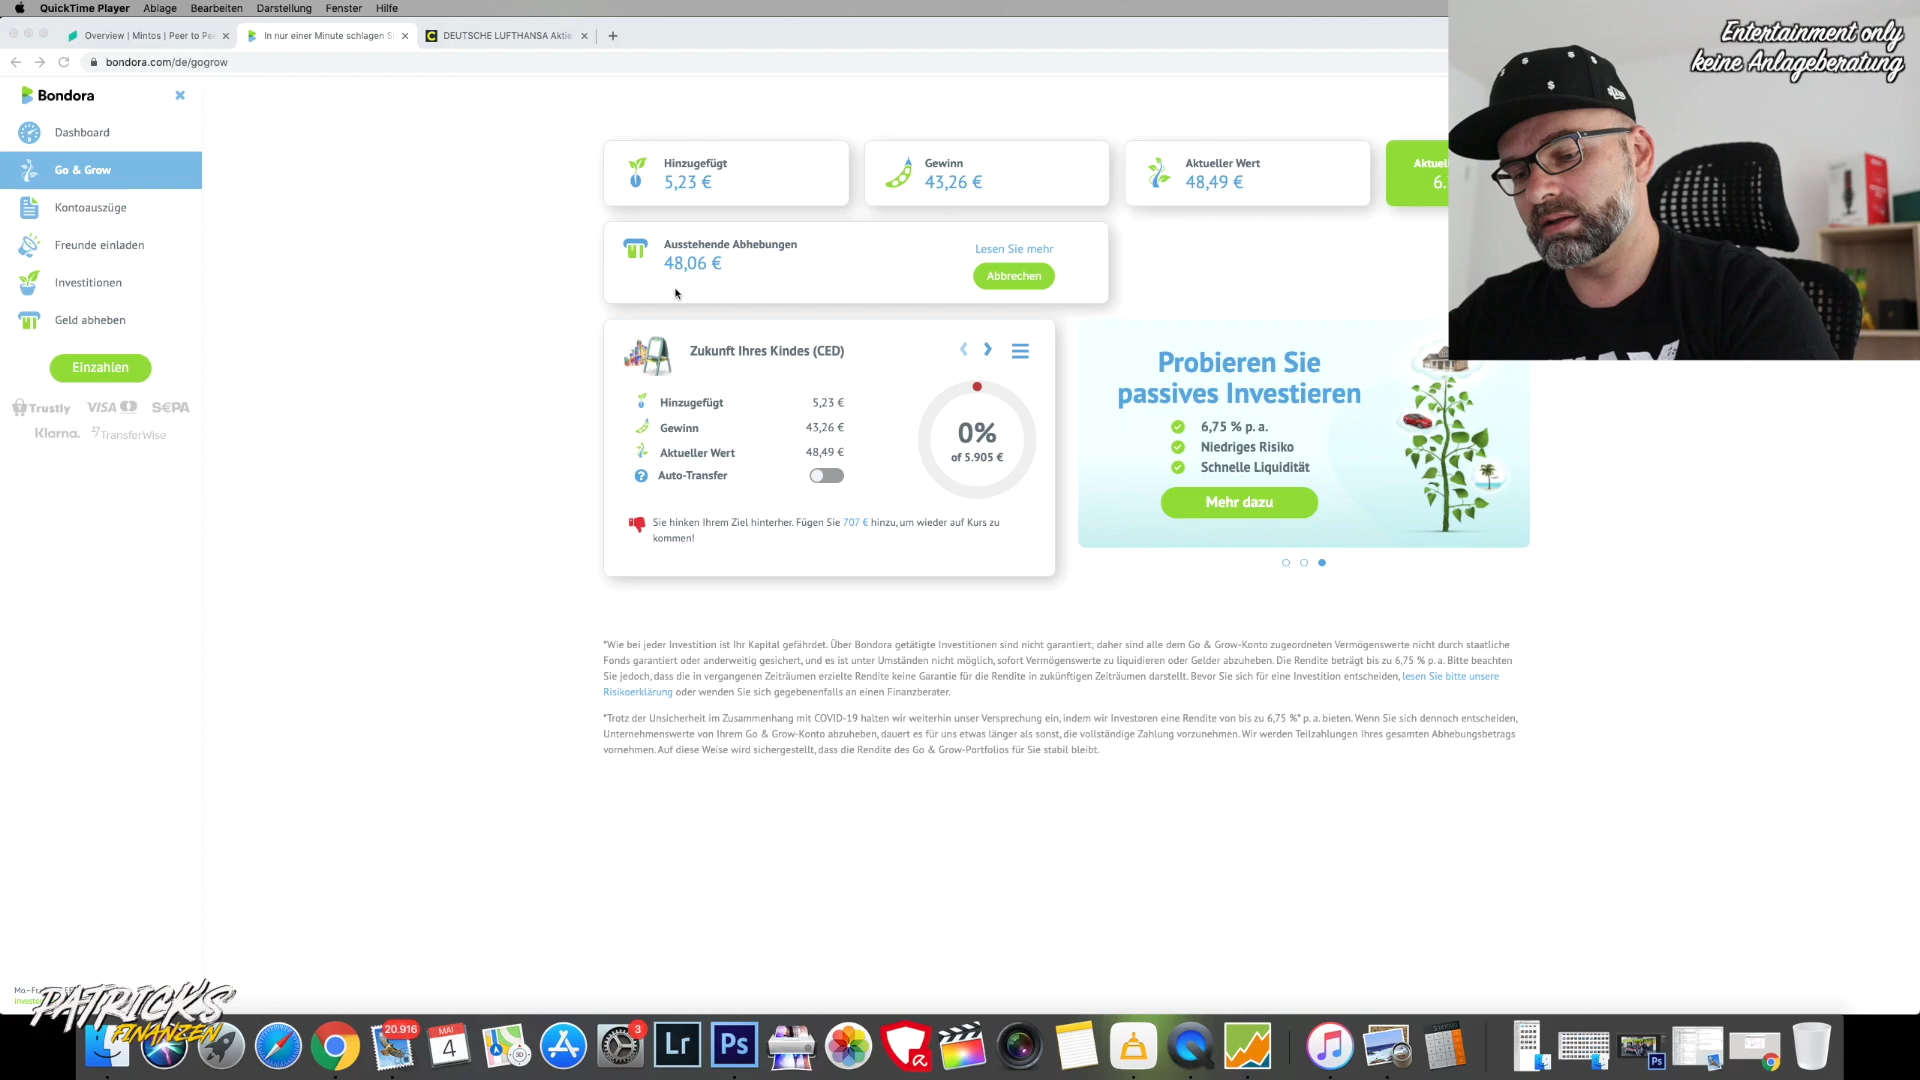 QuickTime Player Ablage Bearbeiten Darstellung Fenster Hilfe
Entertainment only
keine Anlageberatung
Overview | Mintos | Peer to Pe
In nur einer Minute schlagen S
DEUTSCHE LUFTHANSA Aktie
bondora.com/de/gogrow
Bondora
Dashboard
Go & Grow
Kontoauszüge
Freunde einladen
Investitionen
Geld abheben
Einzahlen
Trustly VISA SEPA
Klarna. TransferWise
Hinzugefügt
5,23 €
Gewinn
43,26 €
Aktueller Wert
48,49 €
Aktuel
6.
Ausstehende Abhebungen
48,06 €
Lesen Sie mehr
Abbrechen
Zukunft Ihres Kindes (CED)
Hinzugefügt 5,23 €
Gewinn 43,26 €
Aktueller Wert 48,49 €
Auto-Transfer
0%
of 5.905 €
Sie hinken Ihrem Ziel hinterher. Fügen Sie 707 € hinzu, um wieder auf Kurs zu
kommen!
Probieren Sie
passives Investieren
6,75 % p. a.
Niedriges Risiko
Schnelle Liquidität
Mehr dazu
*Wie bei jeder Investition ist Ihr Kapital gefährdet. Über Bondora getätigte Investitionen sind nicht garantiert; daher sind alle dem Go & Grow-Konto zugeordneten Vermögenswerte nicht durch staatliche
Fonds garantiert oder anderweitig gesichert, und es ist unter Umständen nicht möglich, sofort Vermögenswerte zu liquidieren oder Gelder abzuheben. Die Rendite beträgt bis zu 6,75 % p. a. Bitte beachten
Sie jedoch, dass die in vergangenen Zeiträumen erzielte Rendite keine Garantie für die Rendite in zukünftigen Zeiträumen darstellt. Bevor Sie sich für eine Investition entscheiden, lesen Sie bitte unsere
Risikoerklärung oder wenden Sie sich gegebenenfalls an einen Finanzberater.
*Trotz der Unsicherheit im Zusammenhang mit COVID-19 halten wir weiterhin unser Versprechung ein, indem wir Investoren eine Rendite von bis zu 6,75 %* p. a. bieten. Wenn Sie sich dennoch entscheiden,
Unternehmenswerte von Ihrem Go & Grow-Konto abzuheben, dauert es für uns etwas länger als sonst, die vollständige Zahlung vorzunehmen. Wir werden Teilzahlungen Ihres gesamten Abhebungsbetrags
vornehmen. Auf diese Weise wird sichergestellt, dass die Rendite des Go & Grow-Portfolios für Sie stabil bleibt.
PATRICKS
FINANZEN
20.916
MAI
4
3D
3
Lr
Ps